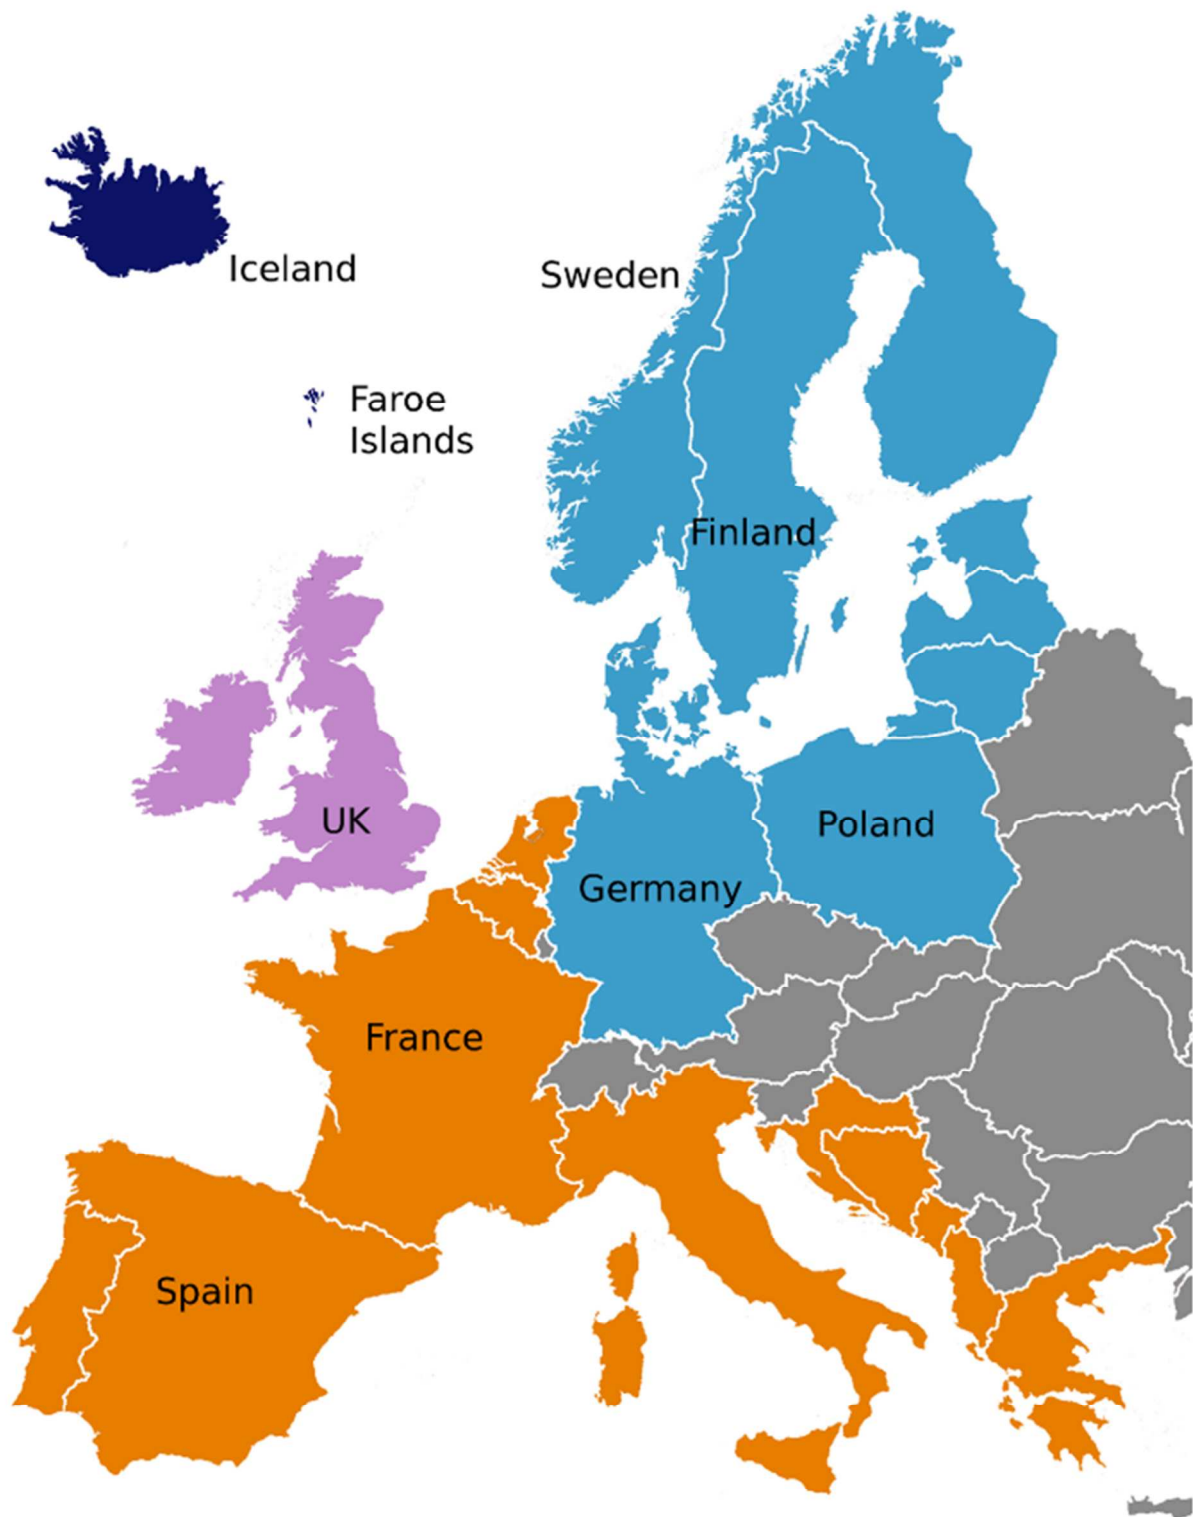 Iceland
Sweden
Faroe
Islands
Finland
UK
Poland
Germany
France
Spain